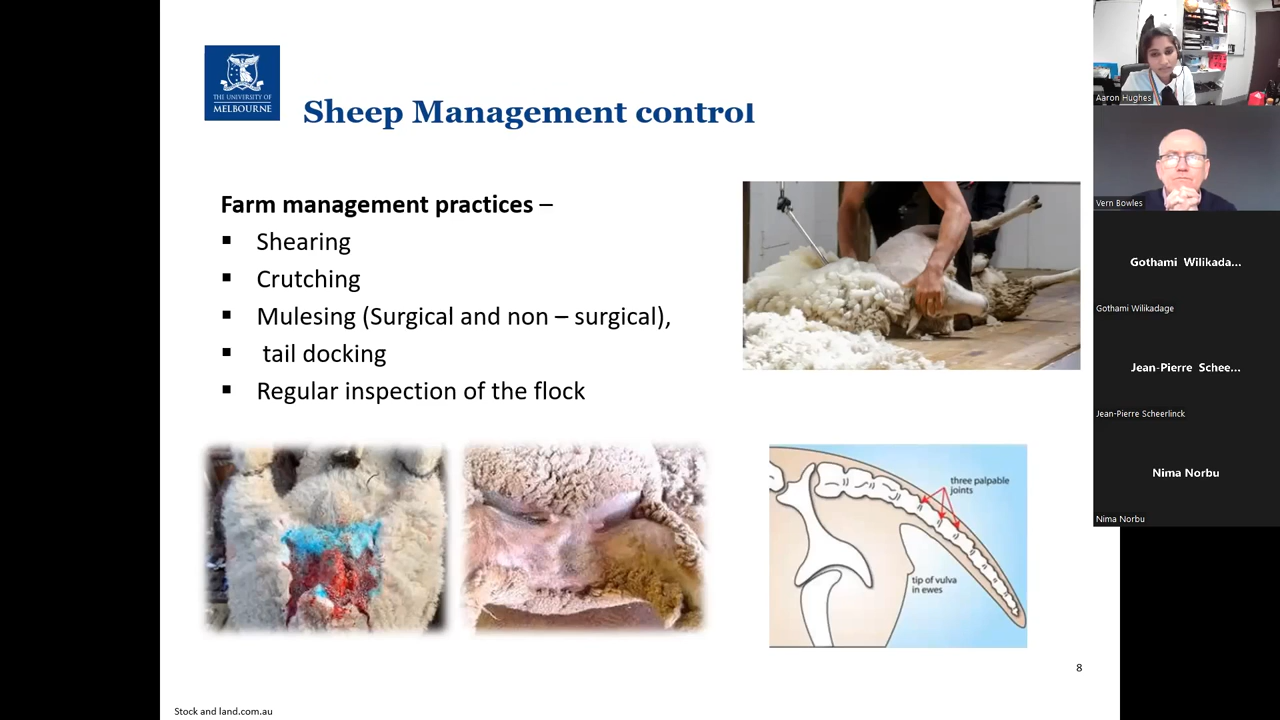 THE UNIVERSITY OF
MELBOURNE
Sheep Management control
Farm management practices –
Shearing
Crutching
Mulesing (Surgical and non – surgical),
tail docking
Regular inspection of the flock
three palpable
joints
tip of vulva
in ewes
8
Stock and land.com.au
Aaron Hughes
Vern Bowles
Gothami Wilikada...
Gothami Wilikadage
Jean-Pierre Schee...
Jean-Pierre Scheerlinck
Nima Norbu
Nima Norbu